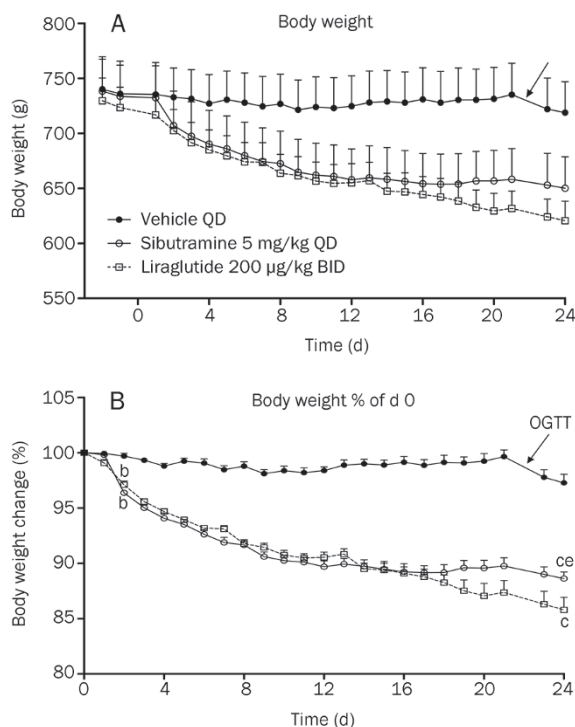 A
Body weight
800
750
700
650
600
550
Body weight (g)
Vehicle QD
Sibutramine 5 mg/kg QD
Liraglutide 200 µg/kg BID
0 4 8 12 16 20 24
Time (d)
B
Body weight % of d 0
105
100
95
90
85
80
Body weight change (%)
OGTT
b
b
ce
c
0 4 8 12 16 20 24
Time (d)